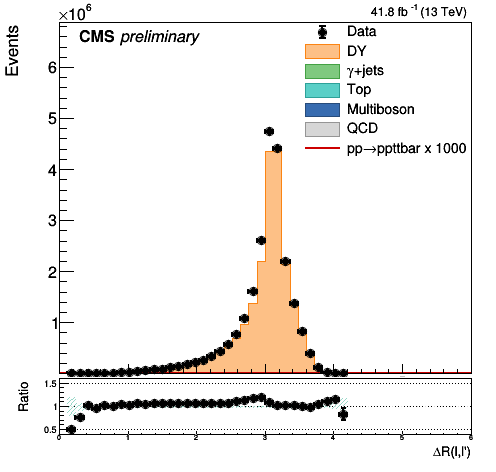 ×10⁶
41.8 fb ⁻¹ (13 TeV)
CMS preliminary
Events
Data
DY
γ+jets
Top
Multiboson
QCD
pp→ppttbar x 1000
6
5
4
3
2
1
Ratio
1.5
1
0.5
0 1 2 3 4 5 6
ΔR(l,l')